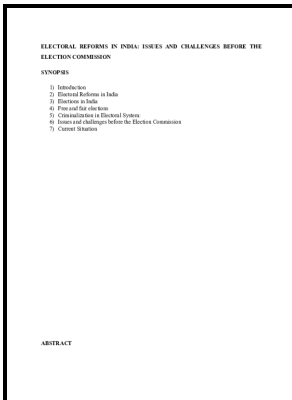 ELECTORAL REFORMS IN INDIA: ISSUES AND CHALLENGES BEFORE THE
ELECTION COMMISSION
SYNOPSIS
1) Introduction
2) Electoral Reforms in India
3) Elections in India
4) Free and fair elections
5) Criminalization in Electoral System.
6) Issues and challenges before the Election Commission
7) Current Situation
ABSTRACT